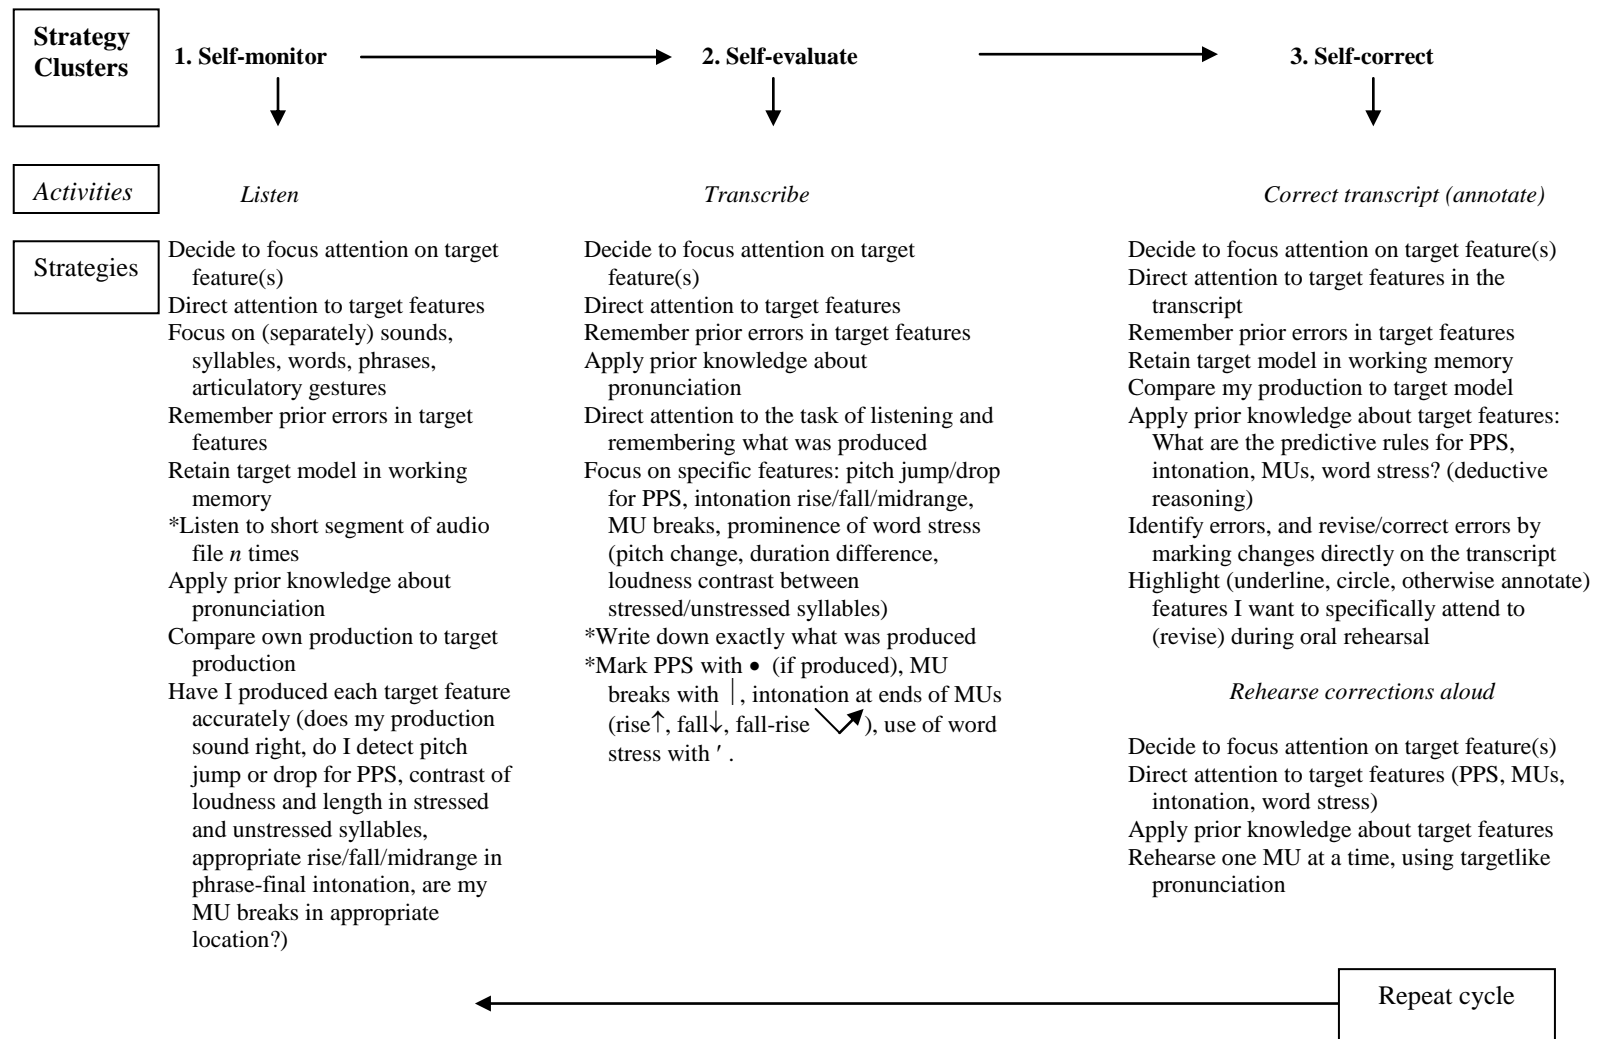 Strategy
Clusters
1. Self-monitor
2. Self-evaluate
3. Self-correct
Activities
Listen
Transcribe
Correct transcript (annotate)
Strategies
Decide to focus attention on target
feature(s)
Direct attention to target features
Focus on (separately) sounds,
syllables, words, phrases,
articulatory gestures
Remember prior errors in target
features
Retain target model in working
memory
*Listen to short segment of audio
file n times
Apply prior knowledge about
pronunciation
Compare own production to target
production
Have I produced each target feature
accurately (does my production
sound right, do I detect pitch
jump or drop for PPS, contrast of
loudness and length in stressed
and unstressed syllables,
appropriate rise/fall/midrange in
phrase-final intonation, are my
MU breaks in appropriate
location?)
Decide to focus attention on target
feature(s)
Direct attention to target features
Remember prior errors in target features
Apply prior knowledge about
pronunciation
Direct attention to the task of listening and
remembering what was produced
Focus on specific features: pitch jump/drop
for PPS, intonation rise/fall/midrange,
MU breaks, prominence of word stress
(pitch change, duration difference,
loudness contrast between
stressed/unstressed syllables)
*Write down exactly what was produced
*Mark PPS with • (if produced), MU
breaks with |, intonation at ends of MUs
(rise↑, fall↓, fall-rise ↘↗), use of word
stress with ′ .
Decide to focus attention on target feature(s)
Direct attention to target features in the
transcript
Remember prior errors in target features
Retain target model in working memory
Compare my production to target model
Apply prior knowledge about target features:
What are the predictive rules for PPS,
intonation, MUs, word stress? (deductive
reasoning)
Identify errors, and revise/correct errors by
marking changes directly on the transcript
Highlight (underline, circle, otherwise annotate)
features I want to specifically attend to
(revise) during oral rehearsal
Rehearse corrections aloud
Decide to focus attention on target feature(s)
Direct attention to target features (PPS, MUs,
intonation, word stress)
Apply prior knowledge about target features
Rehearse one MU at a time, using targetlike
pronunciation
Repeat cycle